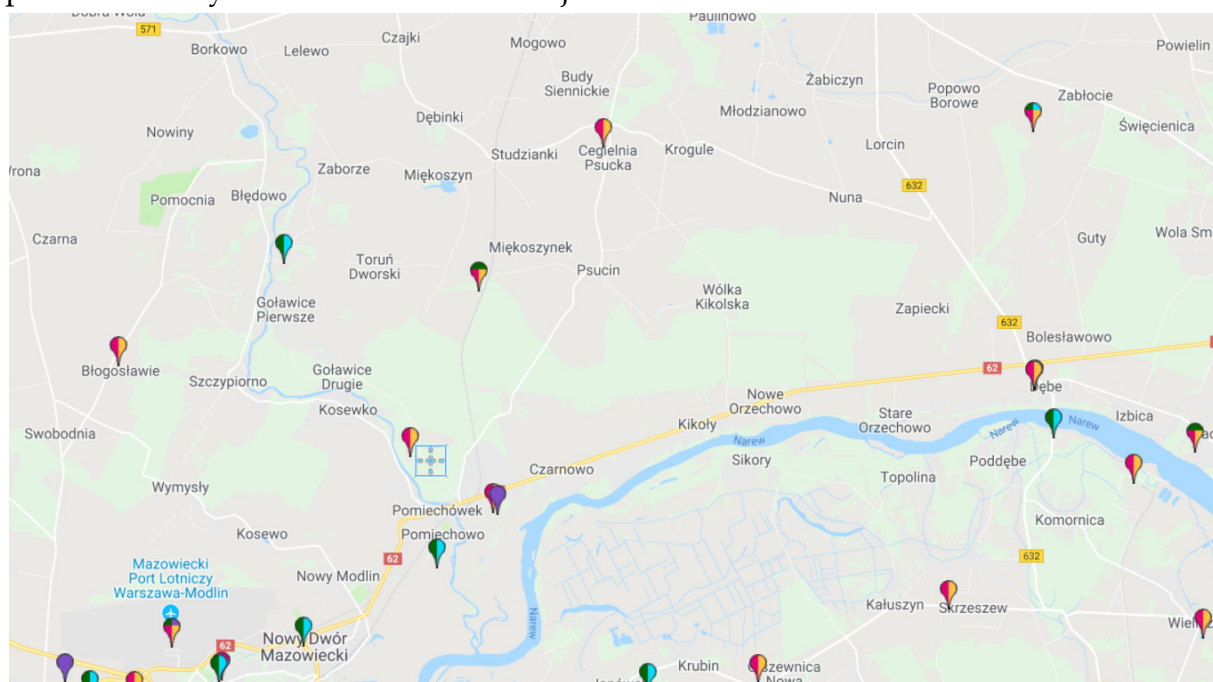 Dobra Wola
Paulinowo
571
Czajki
Mogowo
Borkowo
Lelewo
Powielin
Budy
Siennickie
Żabiczyn
Popowo
Borowe
Zabłocie
Młodzianowo
Dębinki
Nowiny
Święcienica
Studzianki
Cegielnia
Psucka
Krogule
Lorcin
Zaborze
Miękoszyn
632
Pomocnia
Błędowo
Nuna
Czarna
Guty
Wola Sm
Miękoszynek
Toruń
Dworski
Psucin
Wólka
Kikolska
Goławice
Pierwsze
Zapiecki
632
Bolesławowo
62
Błogosławie
Szczypiorno
Goławice
Drugie
Dębe
Nowe
Orzechowo
Kosewko
Stare
Orzechowo
Izbica
Narew
Narew
Kikoły
Swobodnia
Narew
Sikory
Poddębe
Czarnowo
Topolina
Wymysły
Pomiechówek
Komornica
Kosewo
Pomiechowo
62
632
Mazowiecki
Port Lotniczy
Warszawa-Modlin
Nowy Modlin
Kałuszyn
Skrzeszew
Narew
62
Nowy Dwór
Mazowiecki
Krubin
Nowa